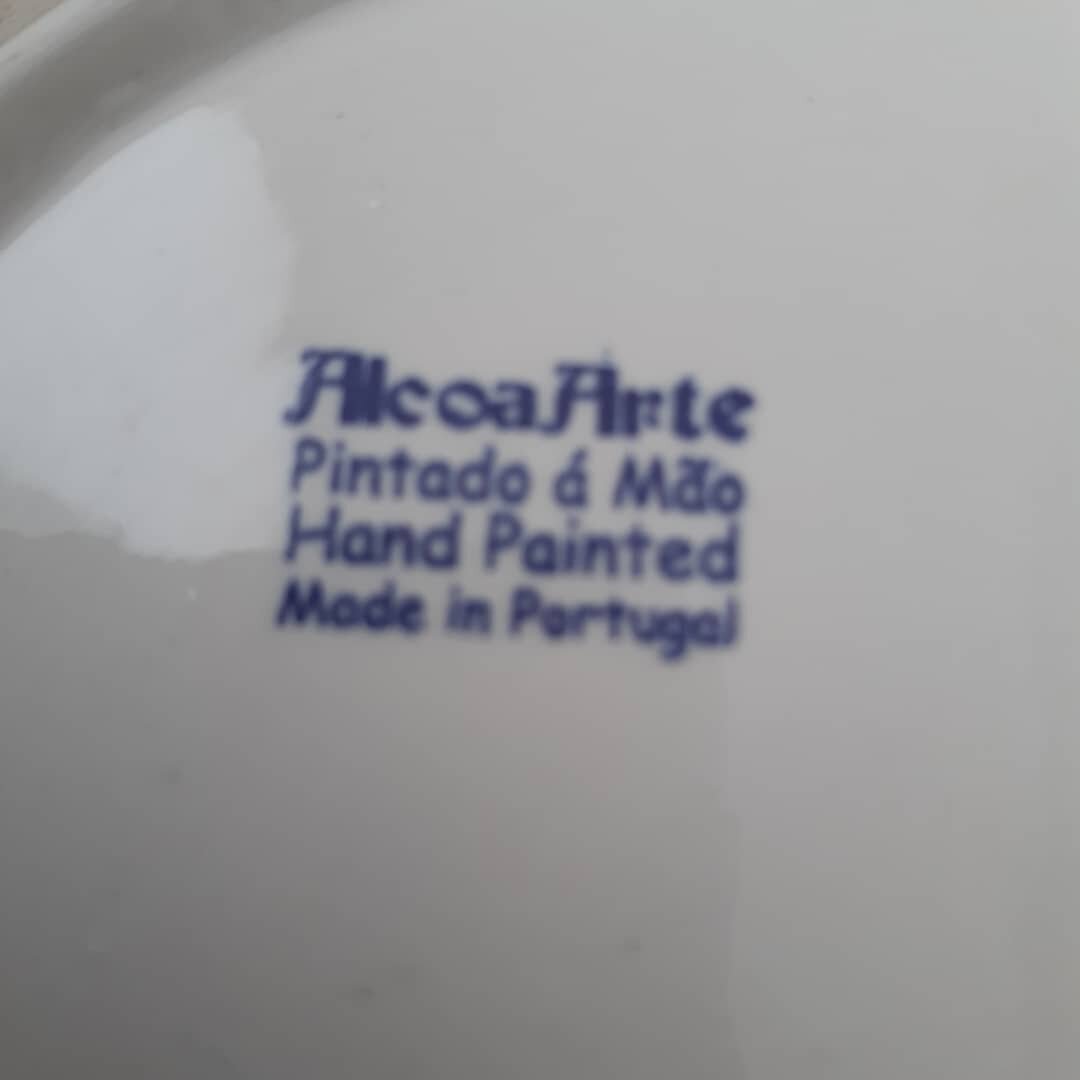 AlcoaArte
Pintado á Mão
Hand Painted
Made in Portugal